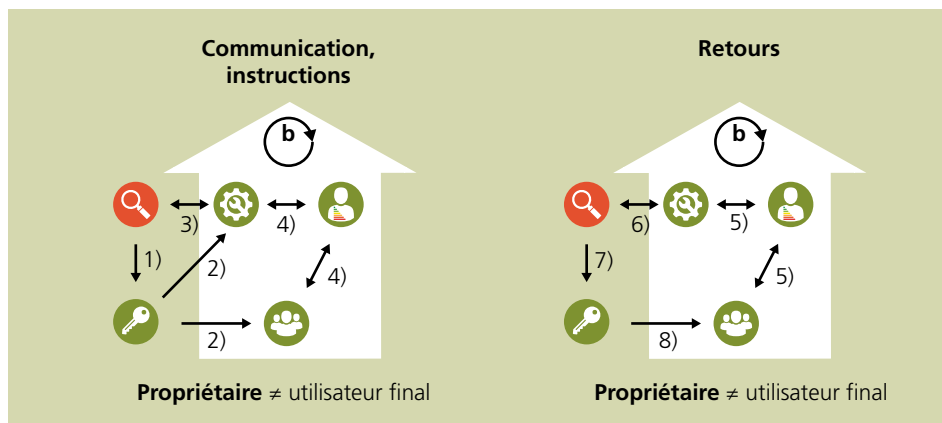 Communication,
instructions
b
3)
4)
1)
2)
4)
2)
Propriétaire ≠ utilisateur final
Retours
b
6)
5)
7)
5)
8)
Propriétaire ≠ utilisateur final